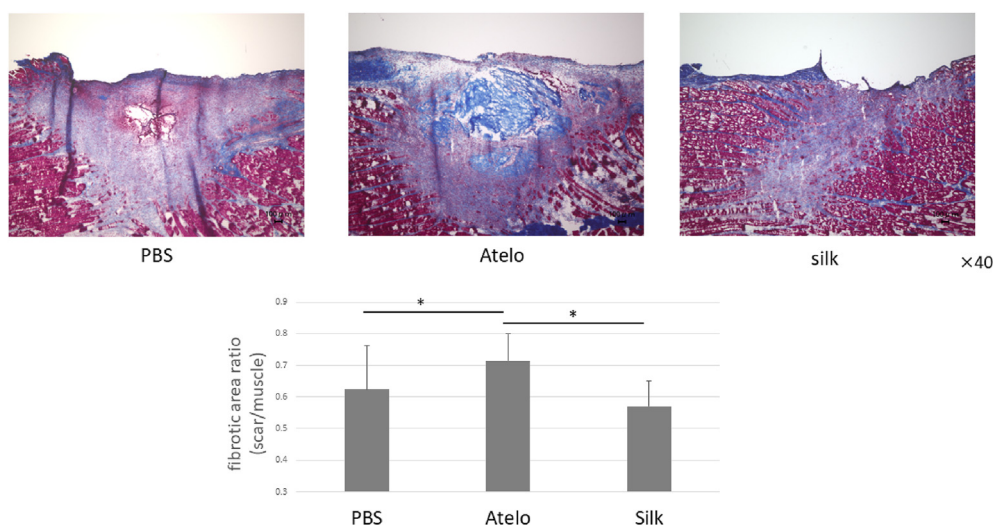 PBS
Atelo
silk
×40
fibrotic area ratio
(scar/muscle)
0.9
0.8
0.7
0.6
0.5
0.4
0.3
*
*
PBS
Atelo
Silk